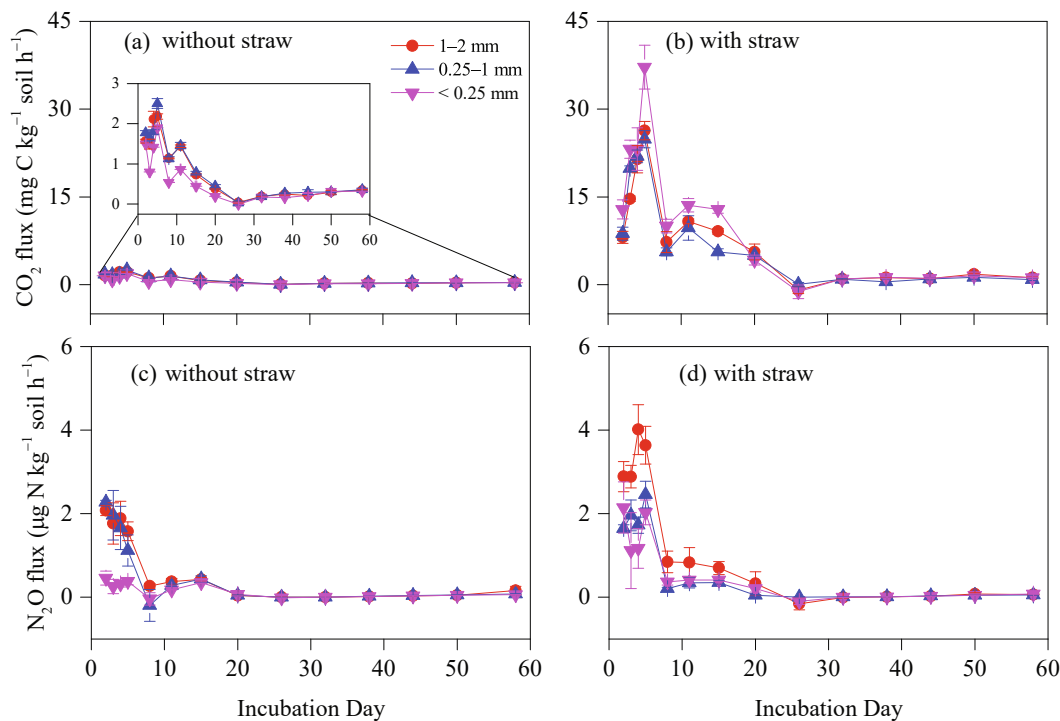 CO₂ flux (mg C kg⁻¹ soil h⁻¹)
45
30
15
0
(a) without straw
1–2 mm
0.25–1 mm
< 0.25 mm
3
2
1
0
0 10 20 30 40 50 60
(b) with straw
45
30
15
0
N₂O flux (µg N kg⁻¹ soil h⁻¹)
6
4
2
0
(c) without straw
0 10 20 30 40 50 60
Incubation Day
(d) with straw
6
4
2
0
0 10 20 30 40 50 60
Incubation Day